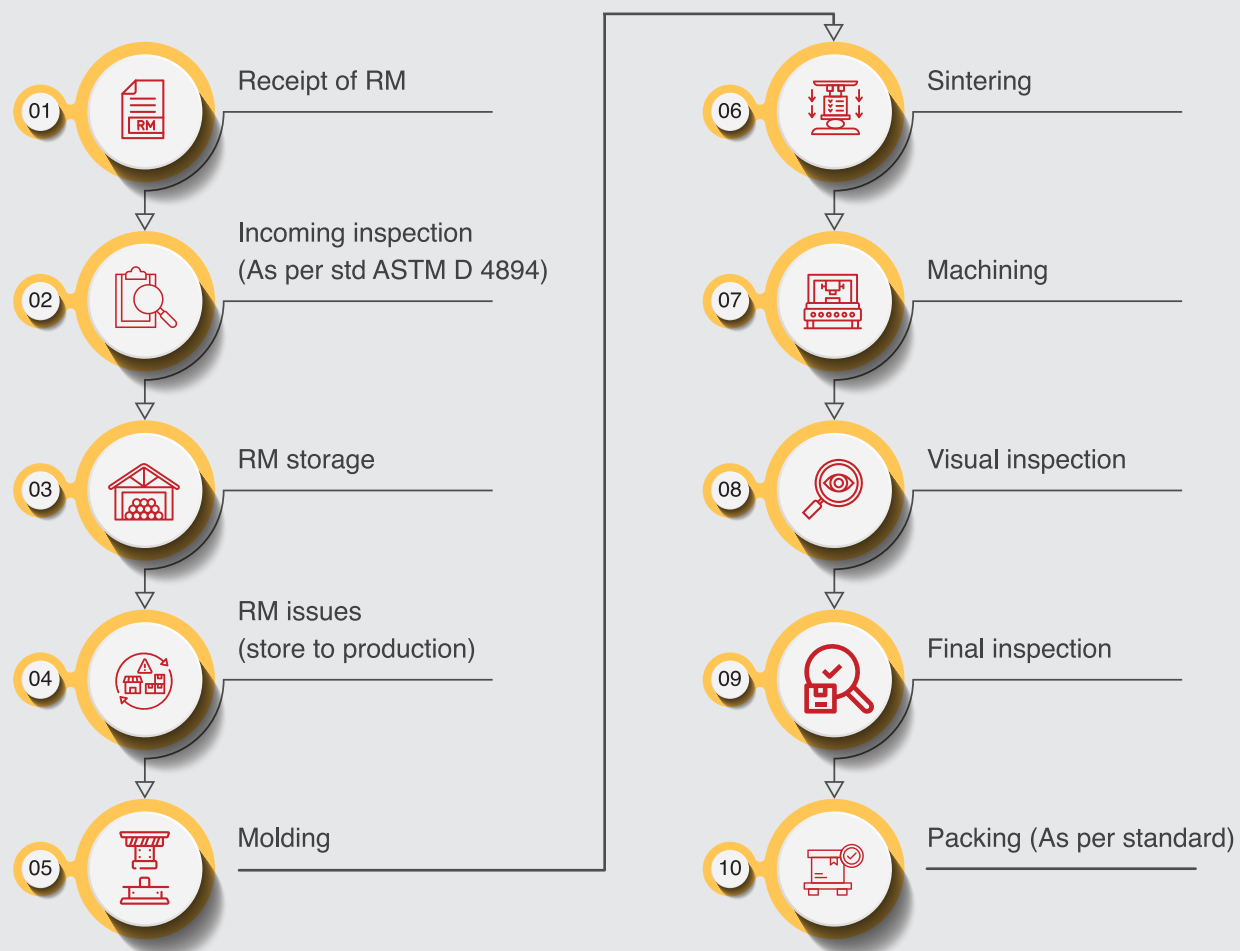 01
Receipt of RM
RM
02
Incoming inspection
(As per std ASTM D 4894)
03
RM storage
04
RM issues
(store to production)
05
Molding
06
Sintering
07
Machining
08
Visual inspection
09
Final inspection
10
Packing (As per standard)